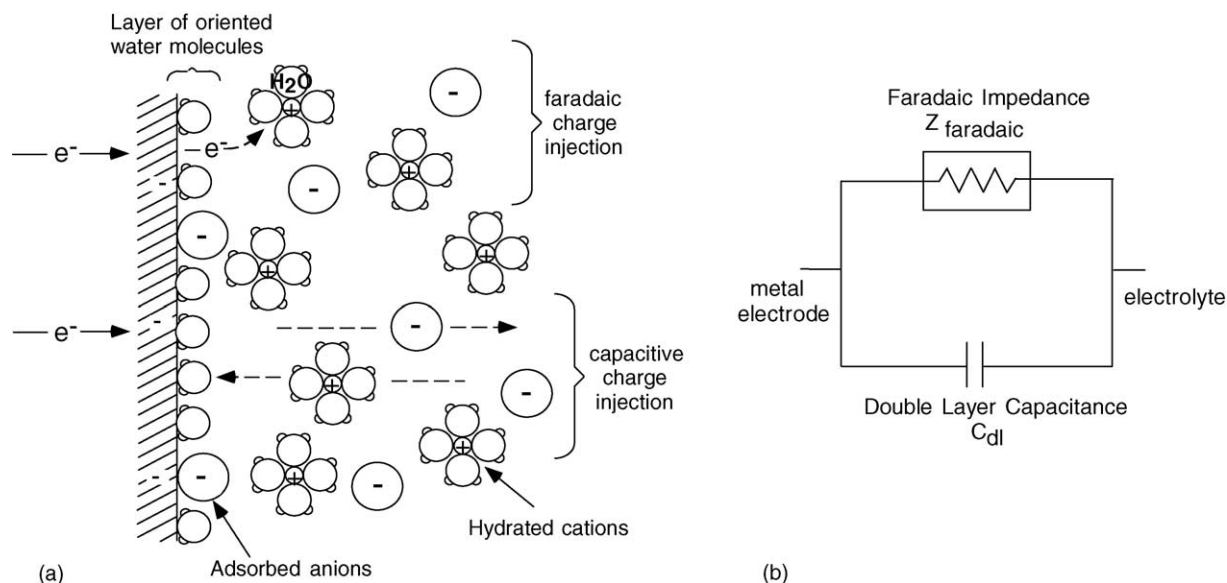 Layer of oriented
water molecules
H2O
-
faradaic
charge
injection
e-
e-
+
+
-
-
-
+
+
-
e-
-
-
capacitive
charge
injection
+
-
+
-
-
+
-
Hydrated cations
Adsorbed anions
(a)
Faradaic Impedance
Z faradaic
metal
electrode
electrolyte
Double Layer Capacitance
Cdl
(b)